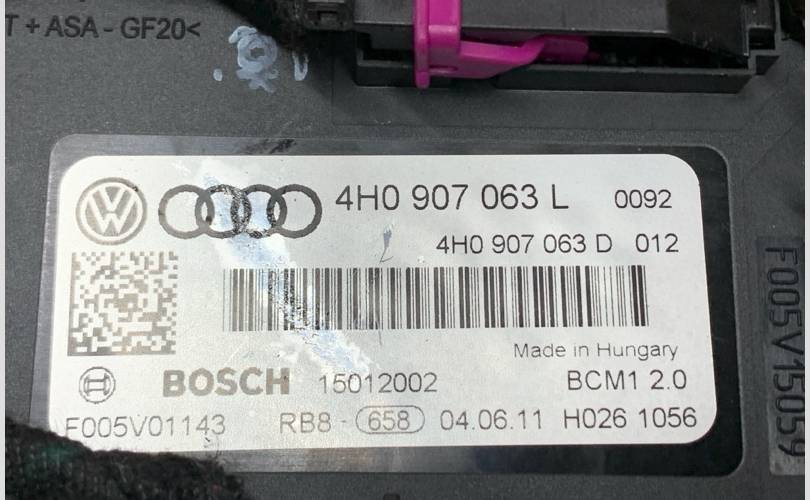 T + ASA - GF20<
4H0 907 063 L 0092
4H0 907 063 D 012
Made in Hungary
BOSCH 15012002 BCM1 2.0
F005V01143 RB8 - 658 04.06.11 H026 1056
F005V15059